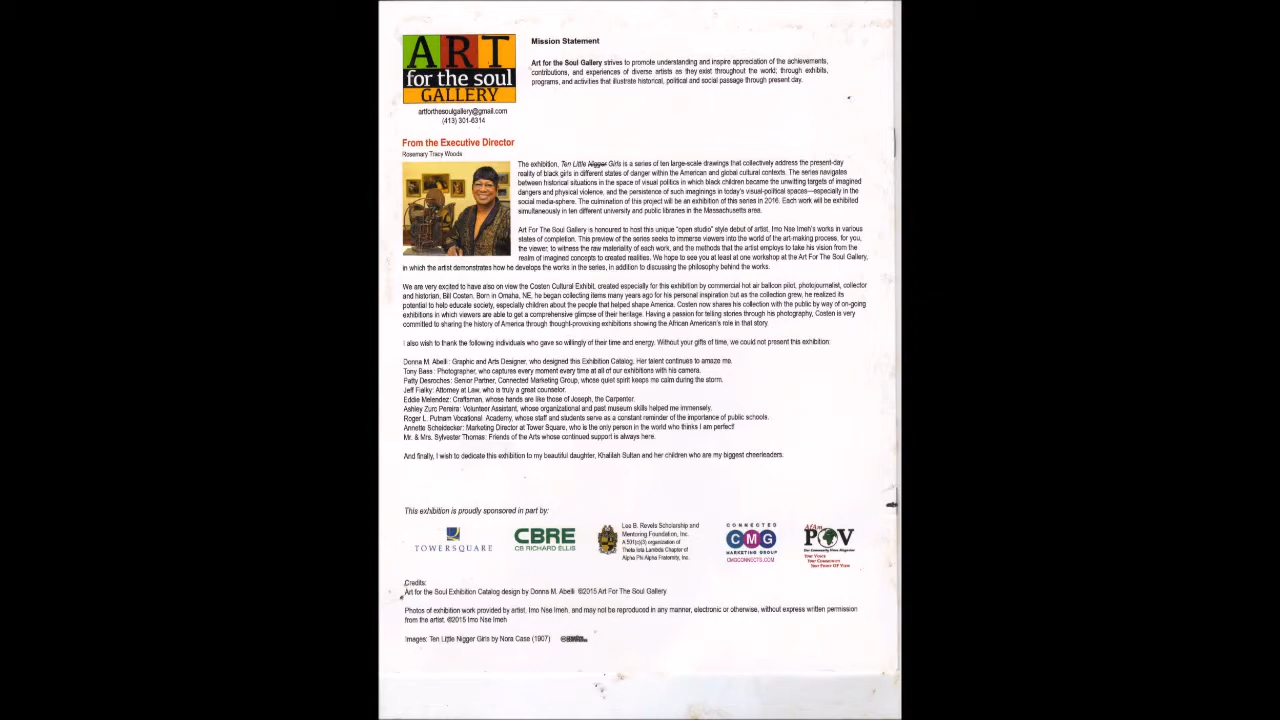 ART
for the soul
GALLERY
artforthesoulgallery@gmail.com
(413) 301-6314
Mission Statement
Art for the Soul Gallery strives to promote understanding and inspire appreciation of the achievements,
contributions, and experiences of diverse artists as they exist throughout the world; through exhibits,
programs, and activities that illustrate historical, political and social passage through present day.
From the Executive Director
Rosemary Tracy Woods
The exhibition, Ten Little Nigger Girls is a series of ten large-scale drawings that collectively address the present-day
reality of black girls in different states of danger within the American and global cultural contexts. The series navigates
between historical situations in the space of visual politics in which black children became the unwitting targets of imagined
dangers and physical violence, and the persistence of such imaginings in today's visual-political spaces—especially in the
social media-sphere. The culmination of this project will be an exhibition of this series in 2016. Each work will be exhibited
simultaneously in ten different university and public libraries in the Massachusetts area.
Art For The Soul Gallery is honoured to host this unique "open studio" style debut of artist, Imo Nse Imeh's works in various
states of completion. This preview of the series seeks to immerse viewers into the world of the art-making process, for you,
the viewer, to witness the raw materiality of each work, and the methods that the artist employs to take his vision from the
realm of imagined concepts to created realities. We hope to see you at least at one workshop at the Art For The Soul Gallery,
in which the artist demonstrates how he develops the works in the series, in addition to discussing the philosophy behind the works.
We are very excited to have also on view the Costen Cultural Exhibit, created especially for this exhibition by commercial hot air balloon pilot, photojournalist, collector
and historian, Bill Costen. Born in Omaha, NE, he began collecting items many years ago for his personal inspiration but as the collection grew, he realized its
potential to help educate society, especially children about the people that helped shape America. Costen now shares his collection with the public by way of on-going
exhibitions in which viewers are able to get a comprehensive glimpse of their heritage. Having a passion for telling stories through his photography, Costen is very
committed to sharing the history of America through thought-provoking exhibitions showing the African American's role in that story.
I also wish to thank the following individuals who gave so willingly of their time and energy. Without your gifts of time, we could not present this exhibition:
Donna M. Abelli: Graphic and Arts Designer, who designed this Exhibition Catalog. Her talent continues to amaze me.
Tony Bass: Photographer, who captures every moment every time at all of our exhibitions with his camera.
Patty Desroches: Senior Partner, Connected Marketing Group, whose quiet spirit keeps me calm during the storm.
Jeff Fialky: Attorney at Law, who is truly a great counselor.
Eddie Melendez: Craftsman, whose hands are like those of Joseph, the Carpenter.
Ashley Zurc Pereira: Volunteer Assistant, whose organizational and past museum skills helped me immensely.
Roger L. Putnam Vocational Academy, whose staff and students serve as a constant reminder of the importance of public schools.
Annette Scheidecker: Marketing Director at Tower Square, who is the only person in the world who thinks I am perfect!
Mr. & Mrs. Sylvester Thomas: Friends of the Arts whose continued support is always here.
And finally, I wish to dedicate this exhibition to my beautiful daughter, Khalilah Sultan and her children who are my biggest cheerleaders.
This exhibition is proudly sponsored in part by:
TOWERSQUARE
CBRE
CB RICHARD ELLIS
Lee B. Revels Scholarship and
Mentoring Foundation, Inc.
A 501(c)(3) organization of
Theta Iota Lambda Chapter of
Alpha Phi Alpha Fraternity, Inc.
CONNECTED
CMG
MARKETING GROUP
CMGCONNECTS.COM
AfAm
POV
Our Community News Magazine
Your Voice
Your Community
Your Point OF View
Credits:
Art for the Soul Exhibition Catalog design by Donna M. Abelli ©2015 Art For The Soul Gallery
Photos of exhibition work provided by artist, Imo Nse Imeh, and may not be reproduced in any manner, electronic or otherwise, without express written permission
from the artist. ©2015 Imo Nse Imeh
Images: Ten Little Nigger Girls by Nora Case (1907)